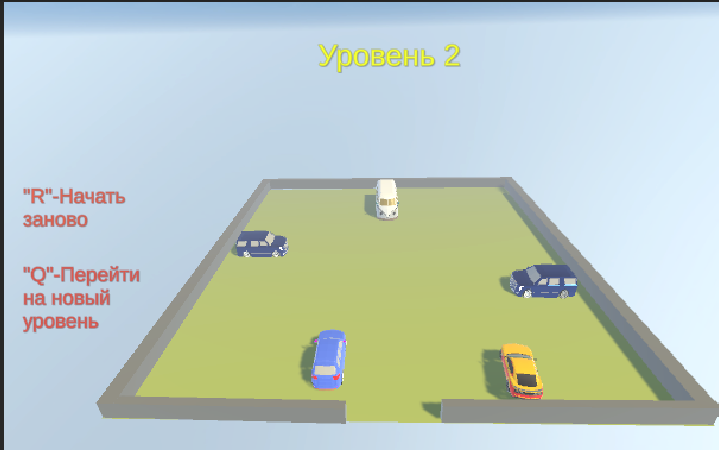 Уровень 2
"R"-Начать
заново
"Q"-Перейти
на новый
уровень